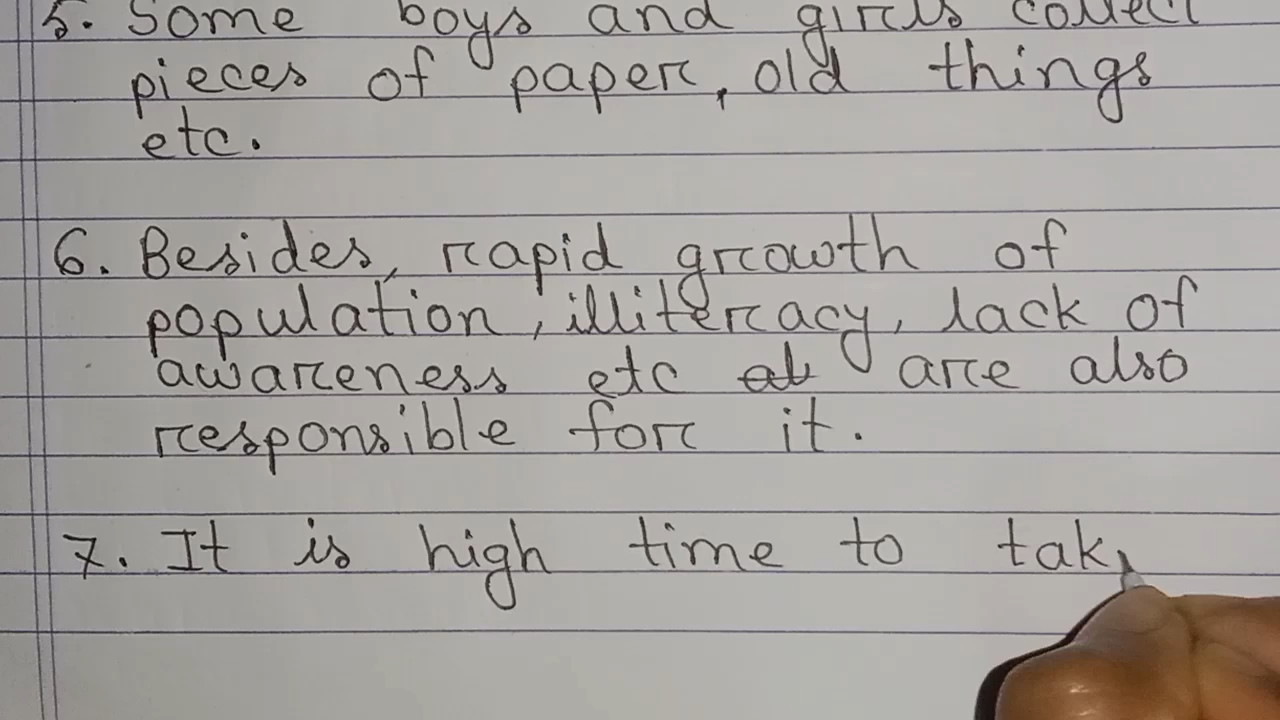 5. Some boys and girls collect
pieces of paper, old things
etc.
6. Besides, rapid growth of
population, illiteracy, lack of
awareness etc are also
responsible for it.
7. It is high time to tak